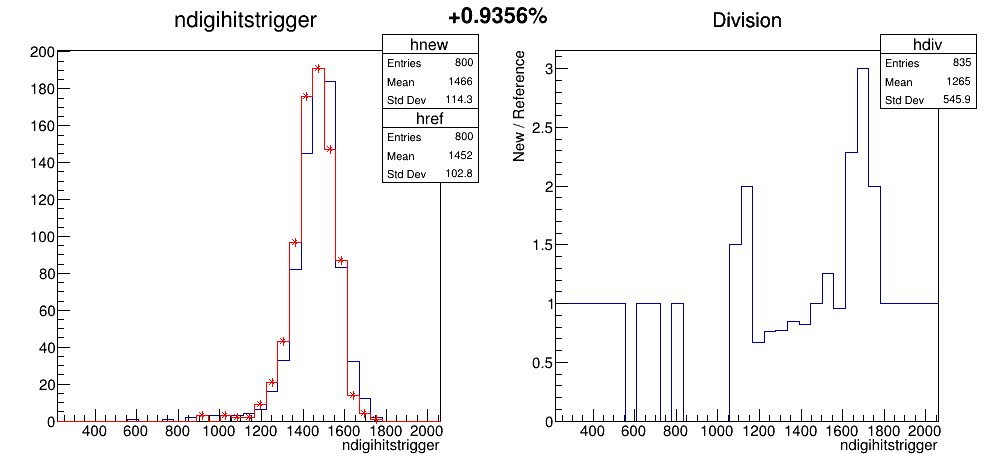 ndigihitstrigger
+0.9356%
Division
hnew
Entries 800
Mean 1466
Std Dev 114.3
href
Entries 800
Mean 1452
Std Dev 102.8
200
180
160
140
120
100
80
60
40
20
0
400 600 800 1000 1200 1400 1600 1800 2000
ndigihitstrigger
hdiv
Entries 835
Mean 1265
Std Dev 545.9
New / Reference
3
2.5
2
1.5
1
0.5
0
400 600 800 1000 1200 1400 1600 1800 2000
ndigihitstrigger